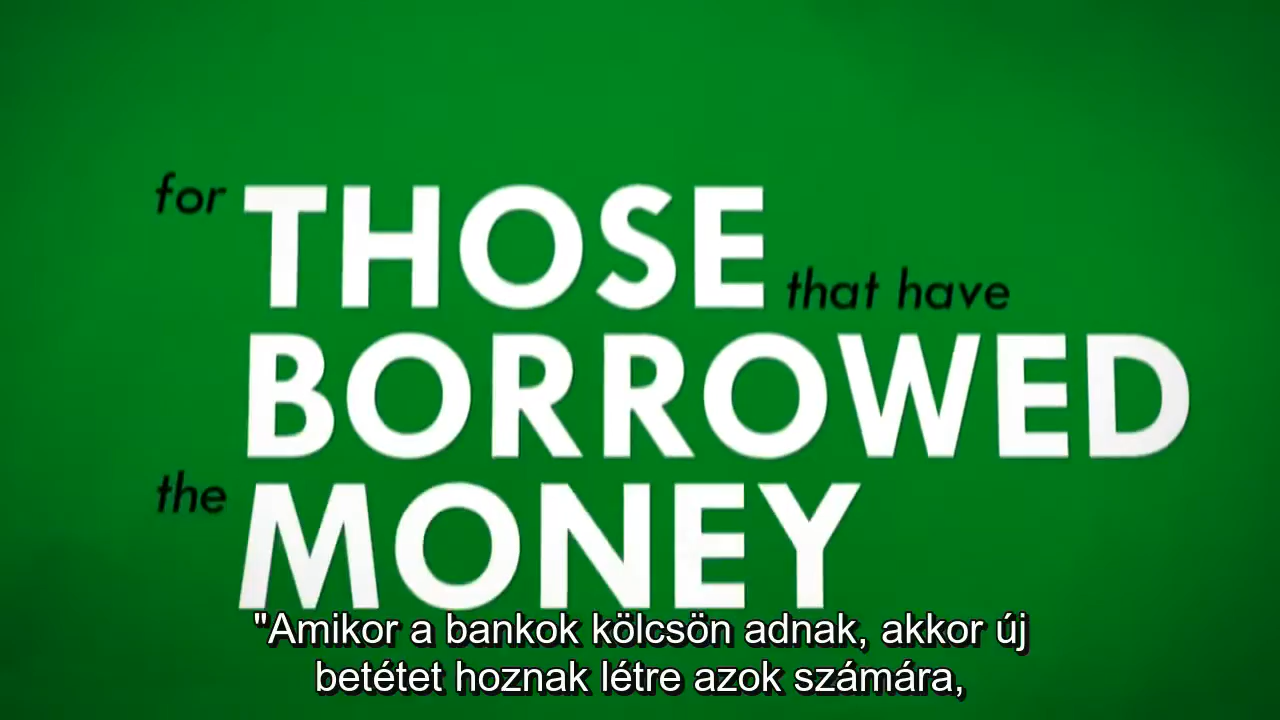 for THOSE that have
BORROWED
the MONEY
"Amikor a bankok kölcsön adnak, akkor új
betétet hoznak létre azok számára,